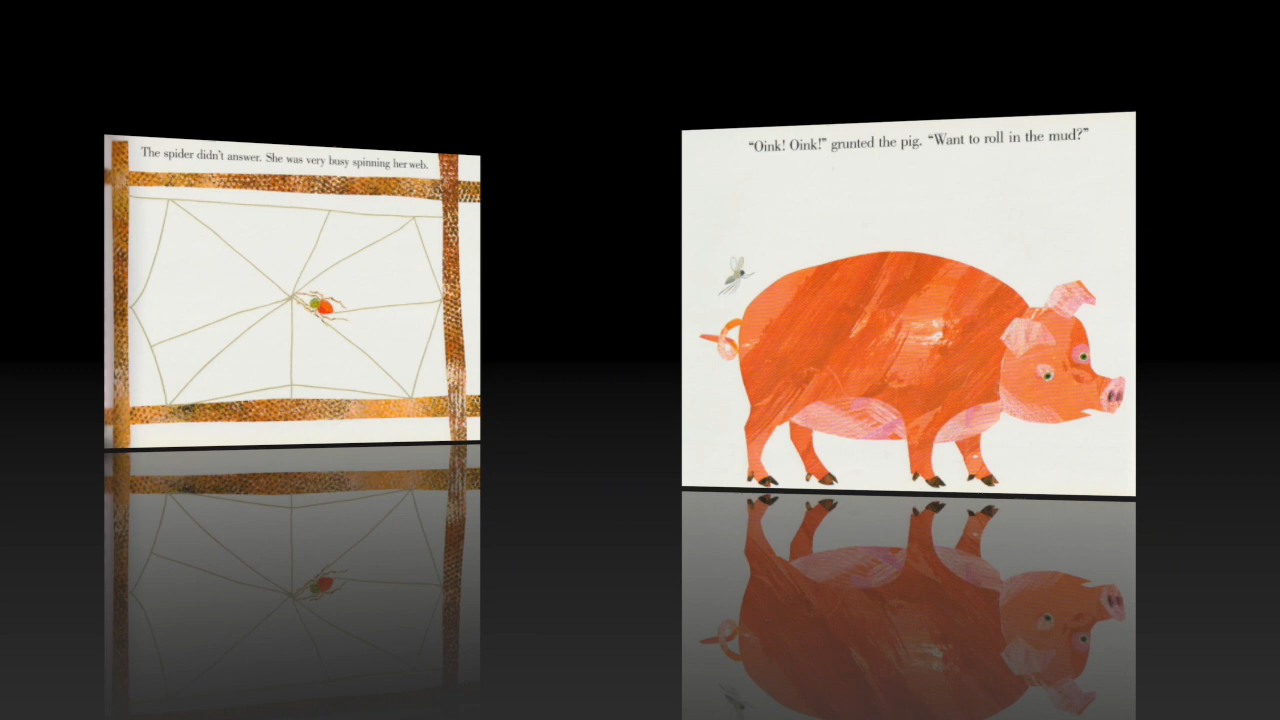 The spider didn't answer. She was very busy spinning her web.
“Oink! Oink!” grunted the pig. “Want to roll in the mud?”